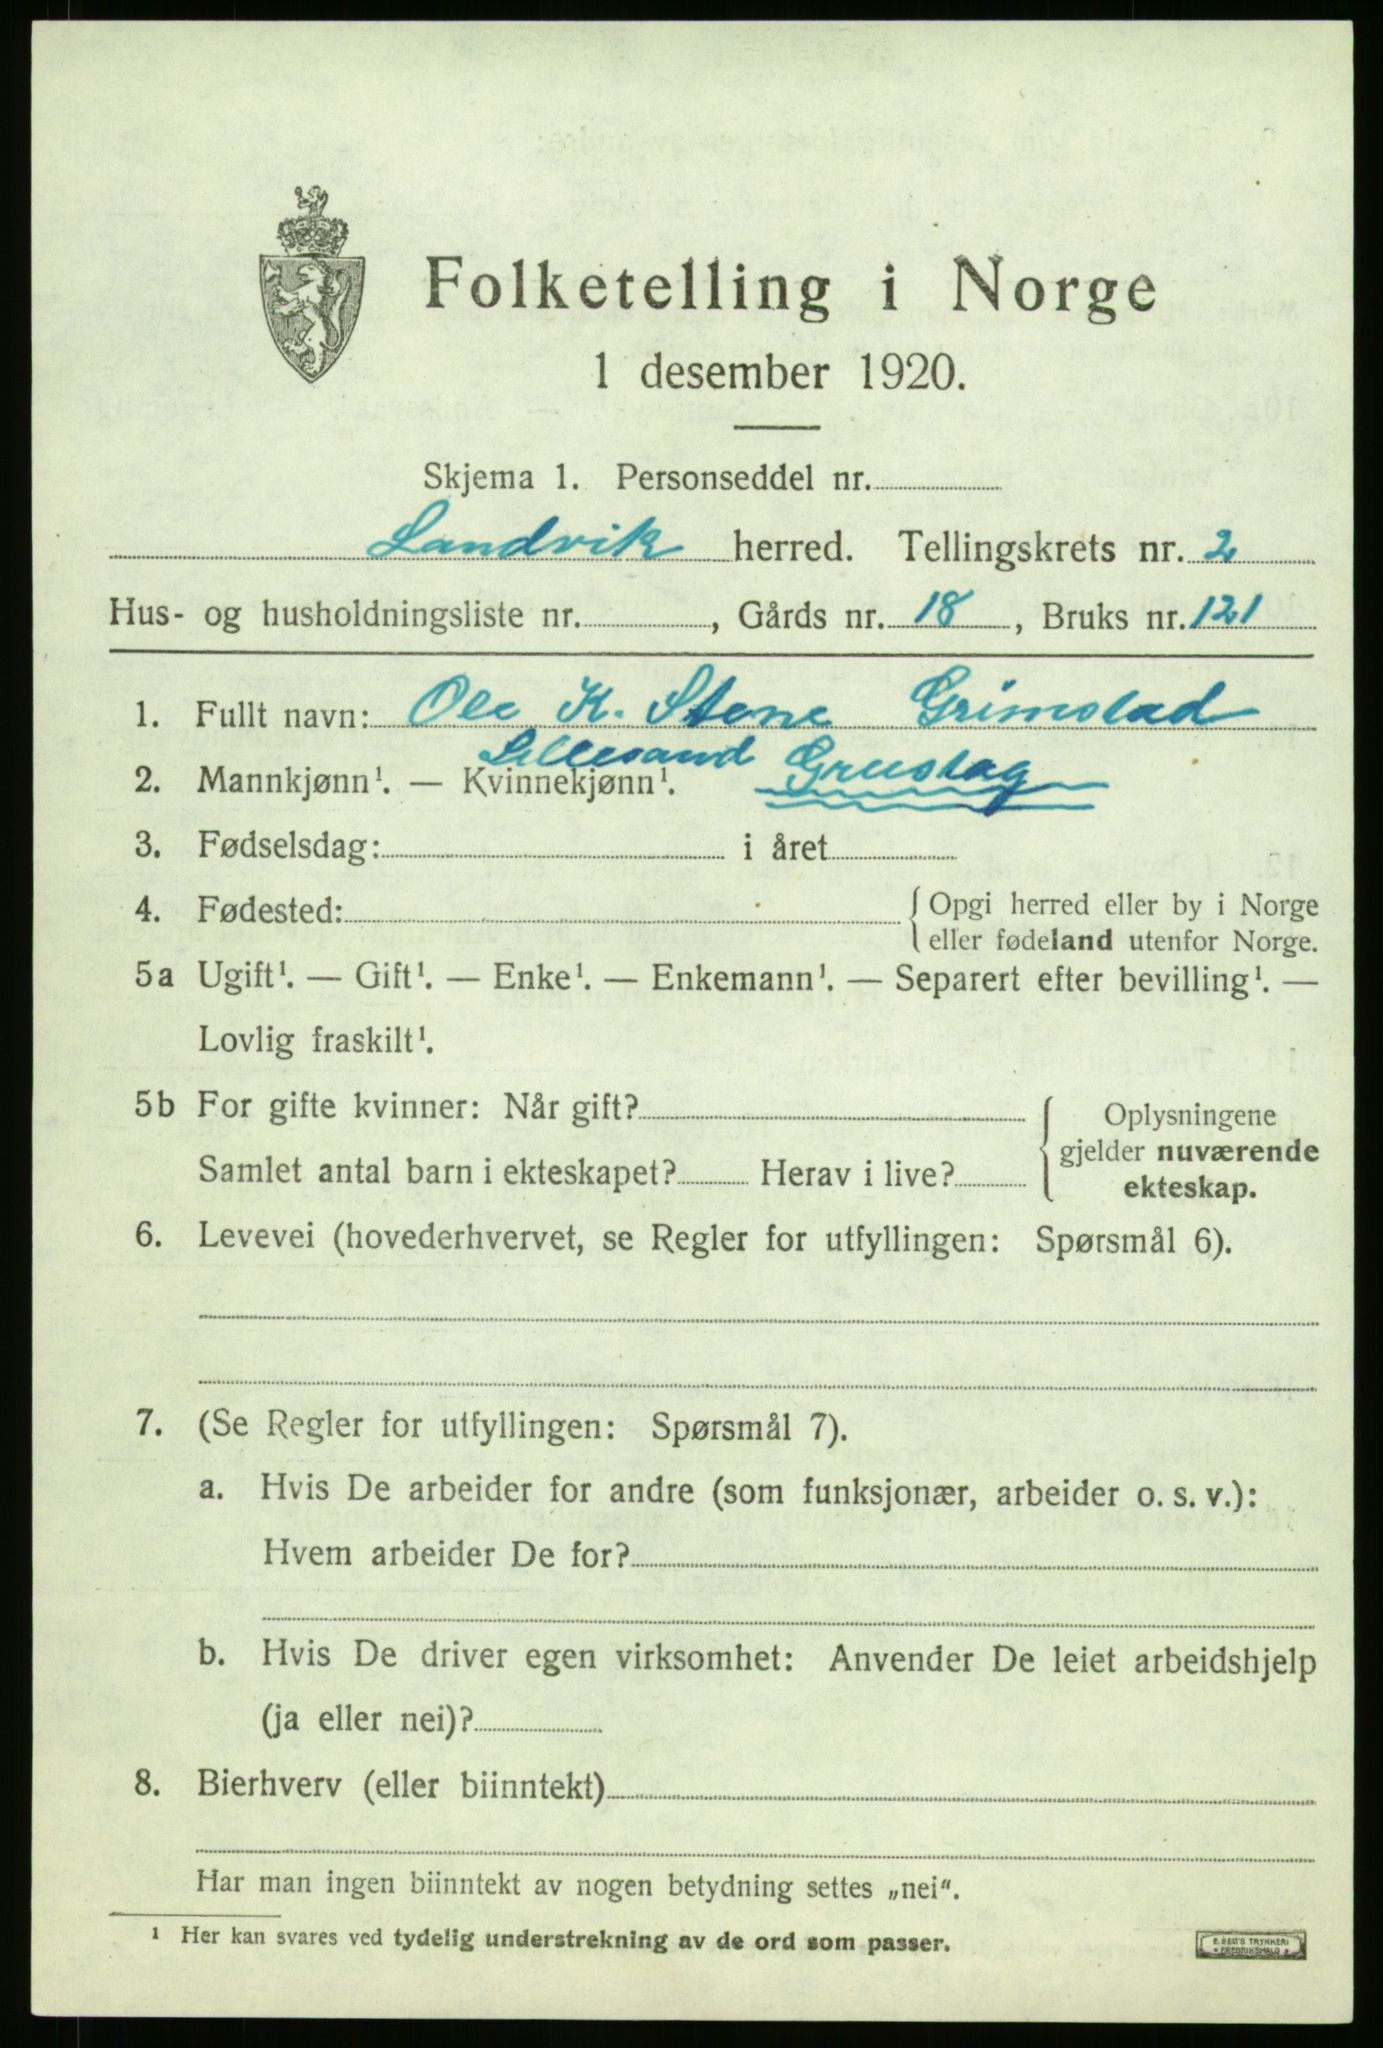 Folketelling i Norge
1 desember 1920.
Skjema 1. Personseddel nr.
Landvik herred. Tellingskrets nr. 2
Hus- og husholdningsliste nr. , Gårds nr. 18 , Bruks nr. 121
1. Fullt navn: Ole K. Stene Grimstad
Lillesand Grustag
2. Mannkjønn¹. — Kvinnekjønn¹.
3. Fødselsdag: i året
4. Fødested: { Opgi herred eller by i Norge
eller fødeland utenfor Norge.
5a Ugift¹. — Gift¹. — Enke¹. — Enkemann¹. — Separert efter bevilling¹. —
Lovlig fraskilt¹.
5b For gifte kvinner: Når gift?
Samlet antal barn i ekteskapet? Herav i live?
Oplysningene
gjelder nuværende
ekteskap.
6. Levevei (hovederhvervet, se Regler for utfyllingen: Spørsmål 6).
7. (Se Regler for utfyllingen: Spørsmål 7).
a. Hvis De arbeider for andre (som funksjonær, arbeider o. s. v.):
Hvem arbeider De for?
b. Hvis De driver egen virksomhet: Anvender De leiet arbeidshjelp
(ja eller nei)?
8. Bierhverv (eller biinntekt)
Har man ingen biinntekt av nogen betydning settes „nei“.
¹ Her kan svares ved tydelig understrekning av de ord som passer.
E. SEM'S TRYKKERI
FREDRIKSHALD